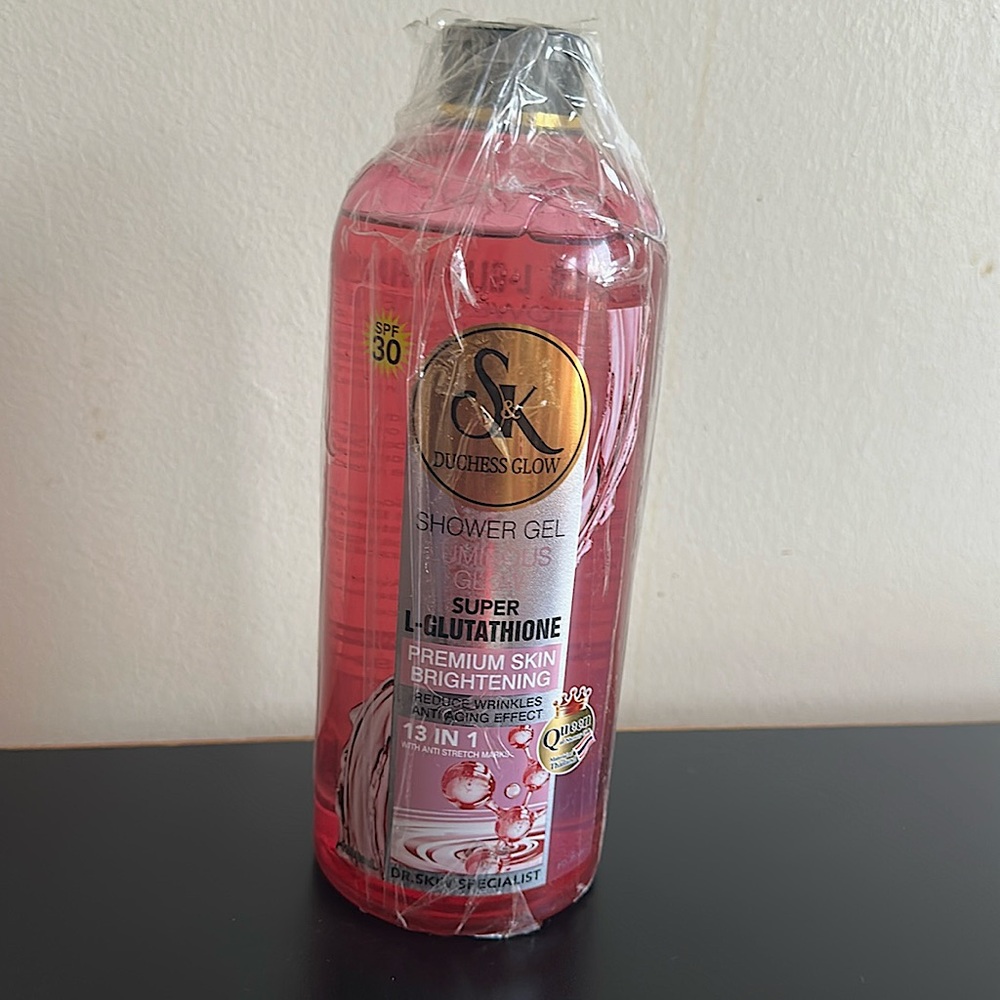 SPF
30
S&K
DUCHESS GLOW
SHOWER GEL
SUPER
L-GLUTATHIONE
PREMIUM SKIN
BRIGHTENING
REDUCE WRINKLES
ANTI AGING EFFECT
13 IN 1
WITH ANTI STRETCH MARKS
Queen
Thailand
DR.SKIN SPECIALIST